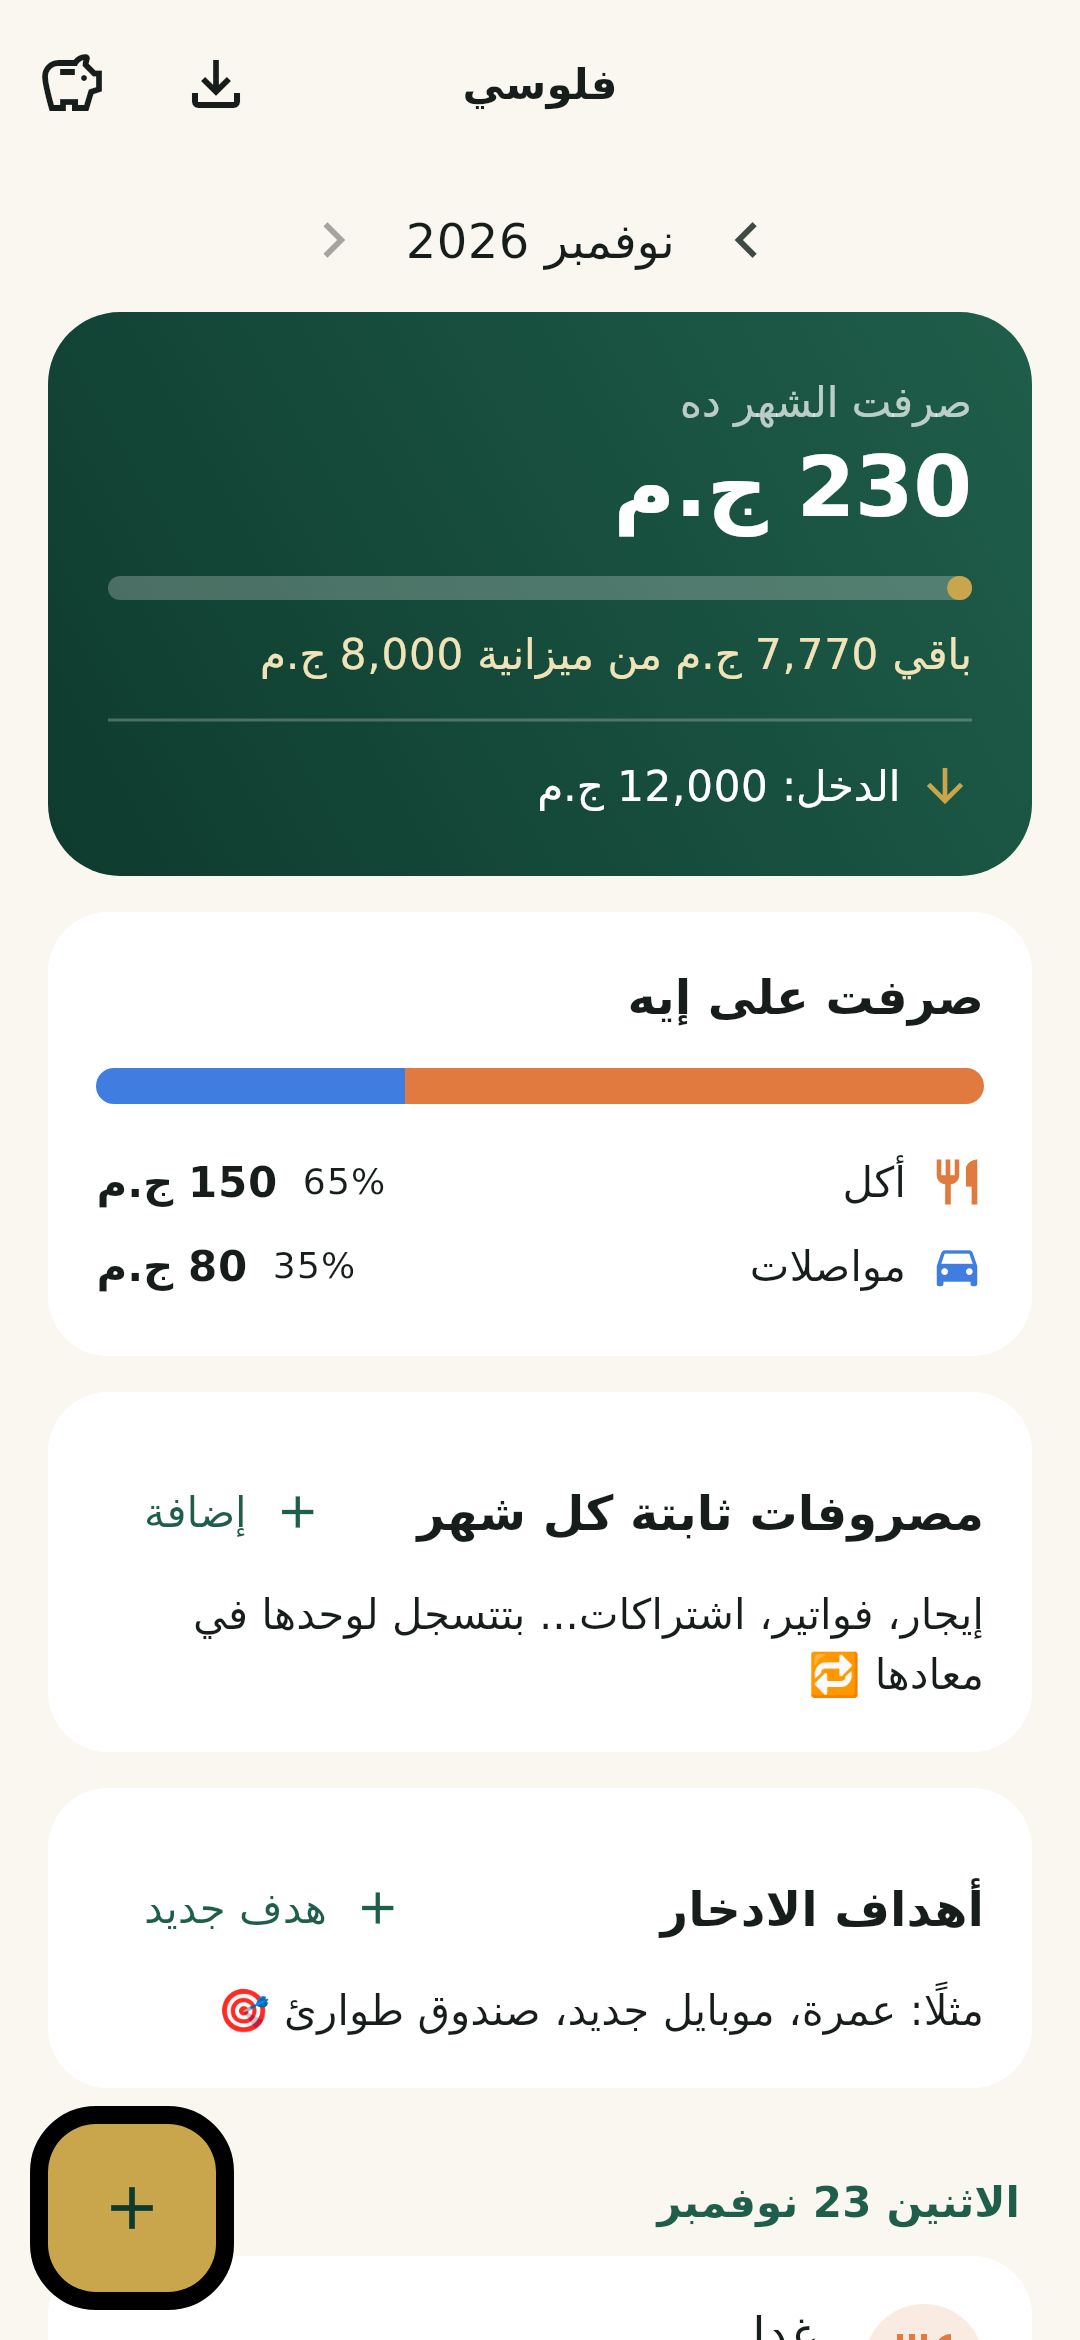 فلوسي
نوفمبر 2026
صرفت الشهر ده
230 ج.م
باقي 7,770 ج.م من ميزانية 8,000 ج.م
الدخل: 12,000 ج.م
صرفت على إيه
أكل 65% 150 ج.م
مواصلات 35% 80 ج.م
مصروفات ثابتة كل شهر
+ إضافة
إيجار، فواتير، اشتراكات... بتتسجل لوحدها في
معادها 🔁
أهداف الادخار
+ هدف جديد
مثلًا: عمرة، موبايل جديد، صندوق طوارئ 🎯
الاثنين 23 نوفمبر
+